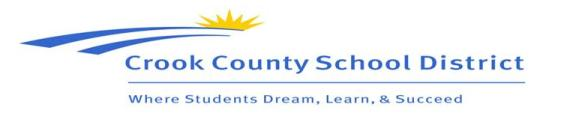 Crook County School District
Where Students Dream, Learn, & Succeed